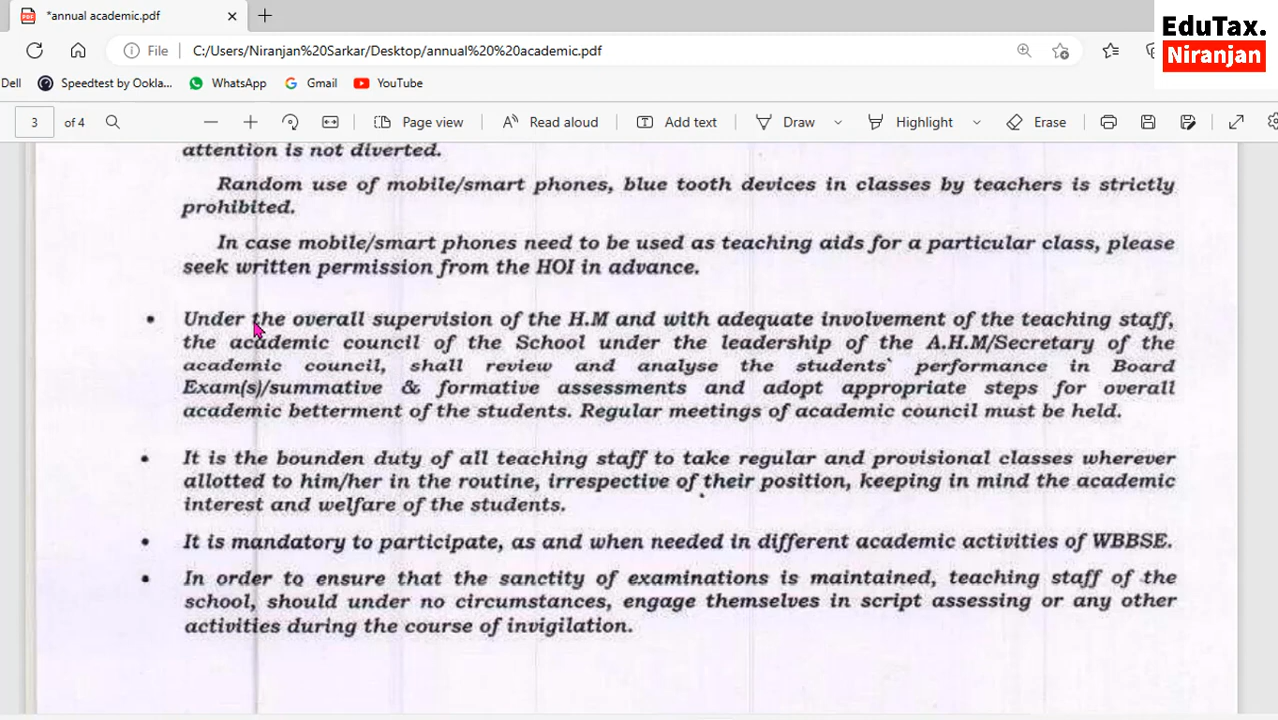 *annual academic.pdf
EduTax.
Niranjan
File C:/Users/Niranjan%20Sarkar/Desktop/annual%20%20academic.pdf
Dell Speedtest by Ookla... WhatsApp Gmail YouTube
3 of 4 Page view Read aloud Add text Draw Highlight Erase
attention is not diverted.
Random use of mobile/smart phones, blue tooth devices in classes by teachers is strictly
prohibited.
In case mobile/smart phones need to be used as teaching aids for a particular class, please
seek written permission from the HOI in advance.
• Under the overall supervision of the H.M and with adequate involvement of the teaching staff,
the academic council of the School under the leadership of the A.H.M/Secretary of the
academic council, shall review and analyse the students` performance in Board
Exam(s)/summative & formative assessments and adopt appropriate steps for overall
academic betterment of the students. Regular meetings of academic council must be held.
• It is the bounden duty of all teaching staff to take regular and provisional classes wherever
allotted to him/her in the routine, irrespective of their position, keeping in mind the academic
interest and welfare of the students.
• It is mandatory to participate, as and when needed in different academic activities of WBBSE.
• In order to ensure that the sanctity of examinations is maintained, teaching staff of the
school, should under no circumstances, engage themselves in script assessing or any other
activities during the course of invigilation.